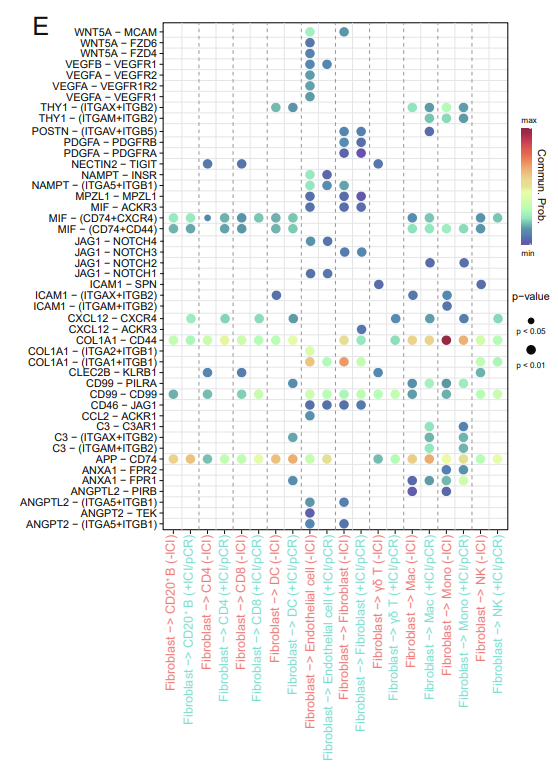 E
WNT5A − MCAM
WNT5A − FZD6
WNT5A − FZD4
VEGFB − VEGFR1
VEGFA − VEGFR2
VEGFA − VEGFR1R2
VEGFA − VEGFR1
THY1 − (ITGAX+ITGB2)
THY1 − (ITGAM+ITGB2)
POSTN − (ITGAV+ITGB5)
PDGFA − PDGFRB
PDGFA − PDGFRA
NECTIN2 − TIGIT
NAMPT − INSR
NAMPT − (ITGA5+ITGB1)
MPZL1 − MPZL1
MIF − ACKR3
MIF − (CD74+CXCR4)
MIF − (CD74+CD44)
JAG1 − NOTCH4
JAG1 − NOTCH3
JAG1 − NOTCH2
JAG1 − NOTCH1
ICAM1 − SPN
ICAM1 − (ITGAX+ITGB2)
ICAM1 − (ITGAM+ITGB2)
CXCL12 − CXCR4
CXCL12 − ACKR3
COL1A1 − CD44
COL1A1 − (ITGA2+ITGB1)
COL1A1 − (ITGA1+ITGB1)
CLEC2B − KLRB1
CD99 − PILRA
CD99 − CD99
CD46 − JAG1
CCL2 − ACKR1
C3 − C3AR1
C3 − (ITGAX+ITGB2)
C3 − (ITGAM+ITGB2)
APP − CD74
ANXA1 − FPR2
ANXA1 − FPR1
ANGPTL2 − PIRB
ANGPTL2 − (ITGA5+ITGB1)
ANGPT2 − TEK
ANGPT2 − (ITGA5+ITGB1)
Fibroblast −> CD20⁺ B (-ICI)
Fibroblast −> CD20⁺ B (+ICI/pCR)
Fibroblast −> CD4 (-ICI)
Fibroblast −> CD4 (+ICI/pCR)
Fibroblast −> CD8 (-ICI)
Fibroblast −> CD8 (+ICI/pCR)
Fibroblast −> DC (-ICI)
Fibroblast −> DC (+ICI/pCR)
Fibroblast −> Endothelial cell (-ICI)
Fibroblast −> Endothelial cell (+ICI/pCR)
Fibroblast −> Fibroblast (-ICI)
Fibroblast −> Fibroblast (+ICI/pCR)
Fibroblast −> γδ T (-ICI)
Fibroblast −> γδ T (+ICI/pCR)
Fibroblast −> Mac (-ICI)
Fibroblast −> Mac (+ICI/pCR)
Fibroblast −> Mono (-ICI)
Fibroblast −> Mono (+ICI/pCR)
Fibroblast −> NK (-ICI)
Fibroblast −> NK (+ICI/pCR)
max
Commun. Prob.
min
p−value
p < 0.05
p < 0.01